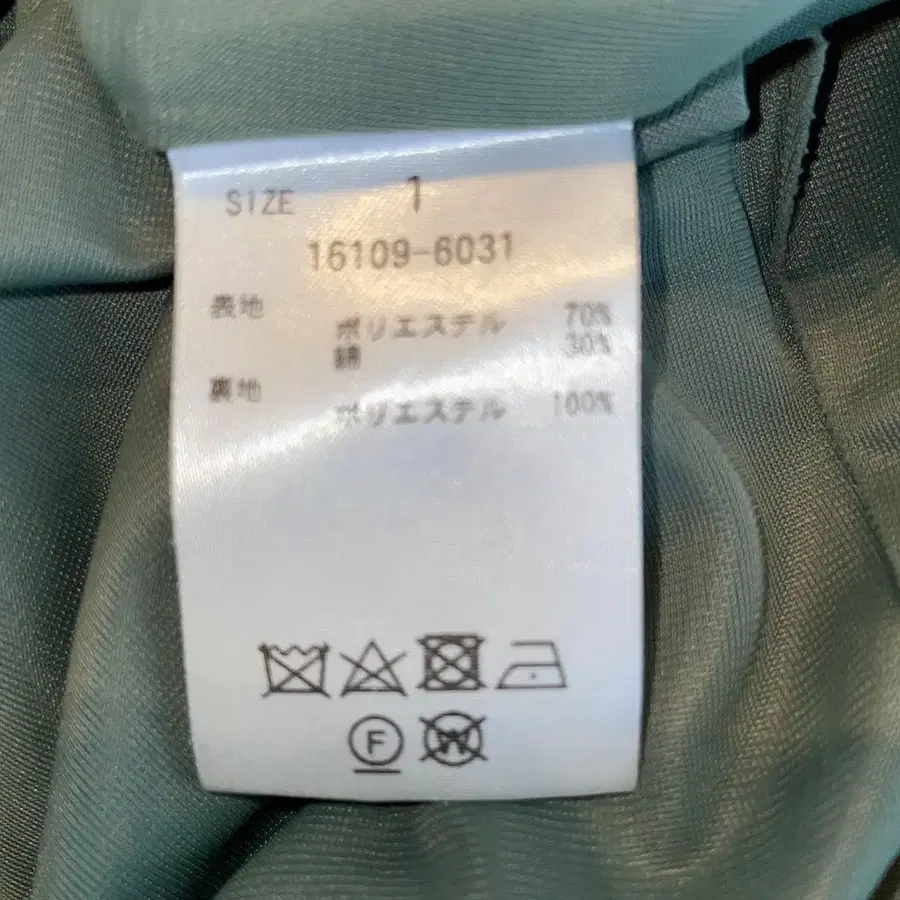 SIZE 1
16109-6031
表地
ポリエステル 70%
綿 30%
裏地
ポリエステル 100%
F
W